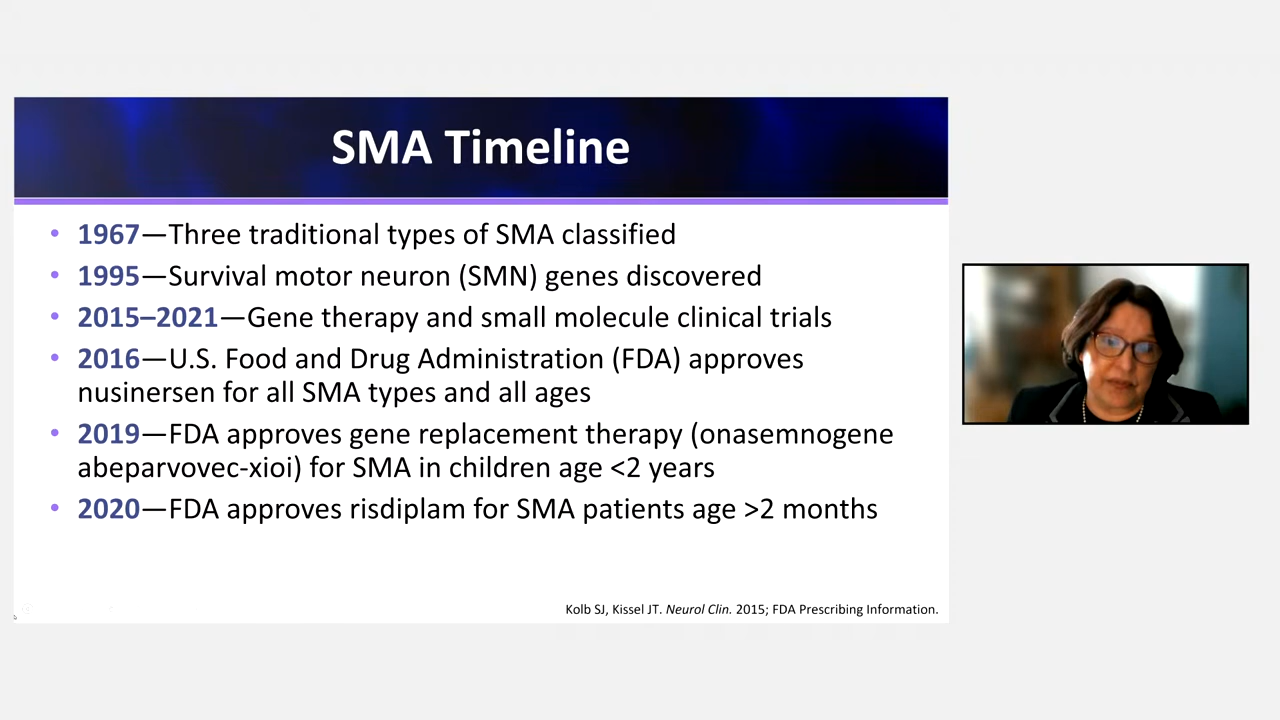 SMA Timeline
• 1967—Three traditional types of SMA classified
• 1995—Survival motor neuron (SMN) genes discovered
• 2015–2021—Gene therapy and small molecule clinical trials
• 2016—U.S. Food and Drug Administration (FDA) approves
nusinersen for all SMA types and all ages
• 2019—FDA approves gene replacement therapy (onasemnogene
abeparvovec-xioi) for SMA in children age <2 years
• 2020—FDA approves risdiplam for SMA patients age >2 months
Kolb SJ, Kissel JT. Neurol Clin. 2015; FDA Prescribing Information.